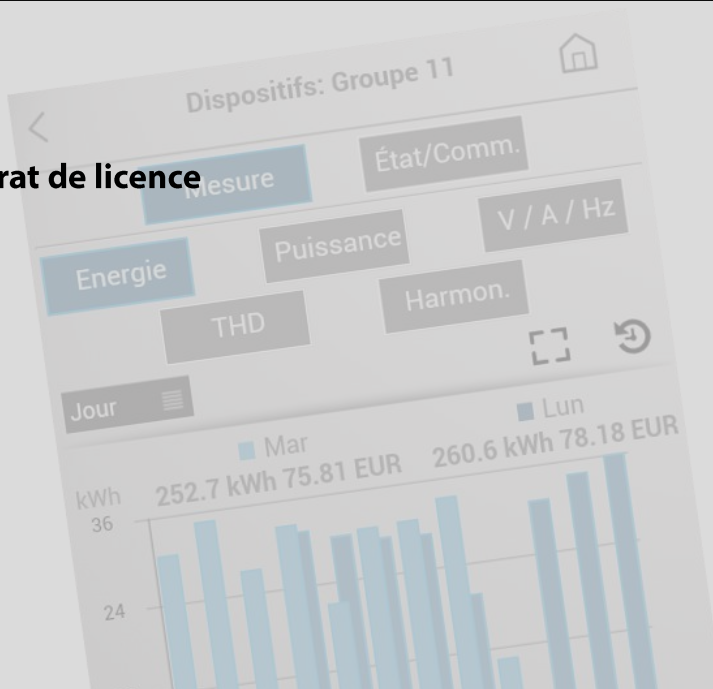 Dispositifs: Groupe 11
rat de licence
Mesure État/Comm.
Energie Puissance V / A / Hz
THD Harmon.
Jour
Mar Lun
kWh 252.7 kWh 75.81 EUR 260.6 kWh 78.18 EUR
36
24